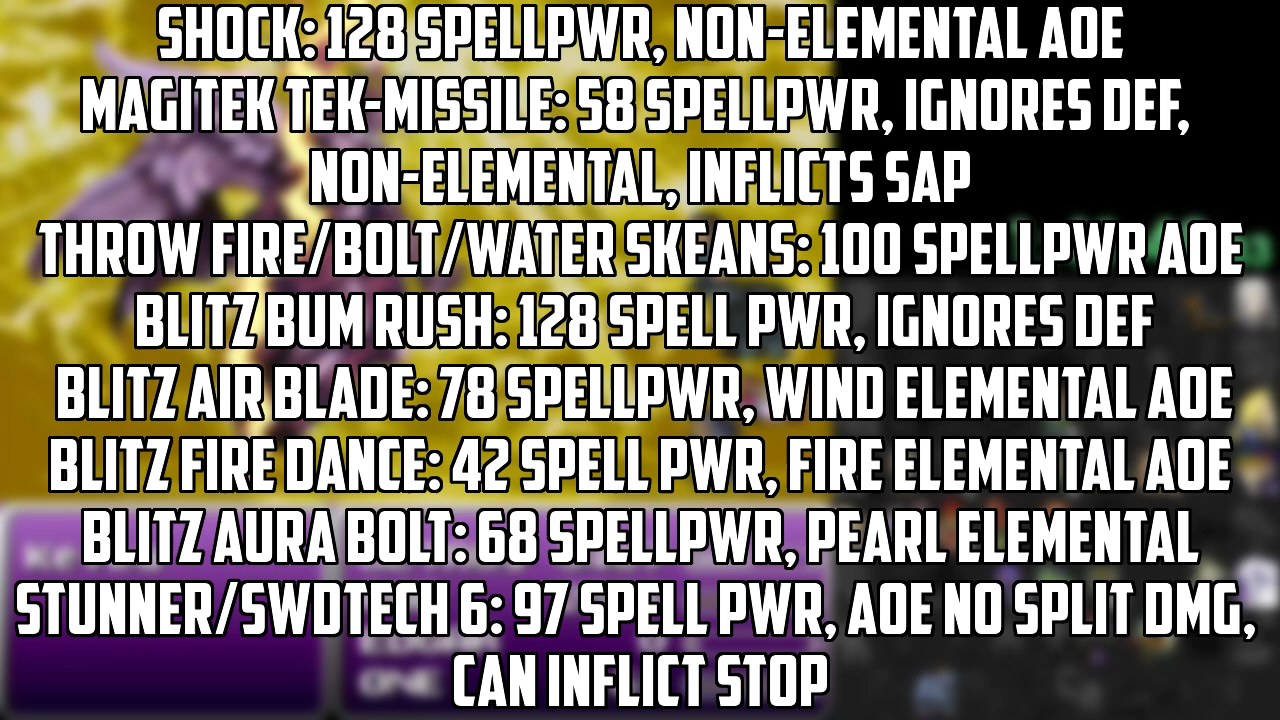 SHOCK: 128 SPELLPWR, NON-ELEMENTAL AOE
MAGITEK TEK-MISSILE: 58 SPELLPWR, IGNORES DEF,
NON-ELEMENTAL, INFLICTS SAP
THROW FIRE/BOLT/WATER SKEANS: 100 SPELLPWR AOE
BLITZ BUM RUSH: 128 SPELL PWR, IGNORES DEF
BLITZ AIR BLADE: 78 SPELLPWR, WIND ELEMENTAL AOE
BLITZ FIRE DANCE: 42 SPELL PWR, FIRE ELEMENTAL AOE
BLITZ AURA BOLT: 68 SPELLPWR, PEARL ELEMENTAL
STUNNER/SWDTECH 6: 97 SPELL PWR, AOE NO SPLIT DMG,
CAN INFLICT STOP